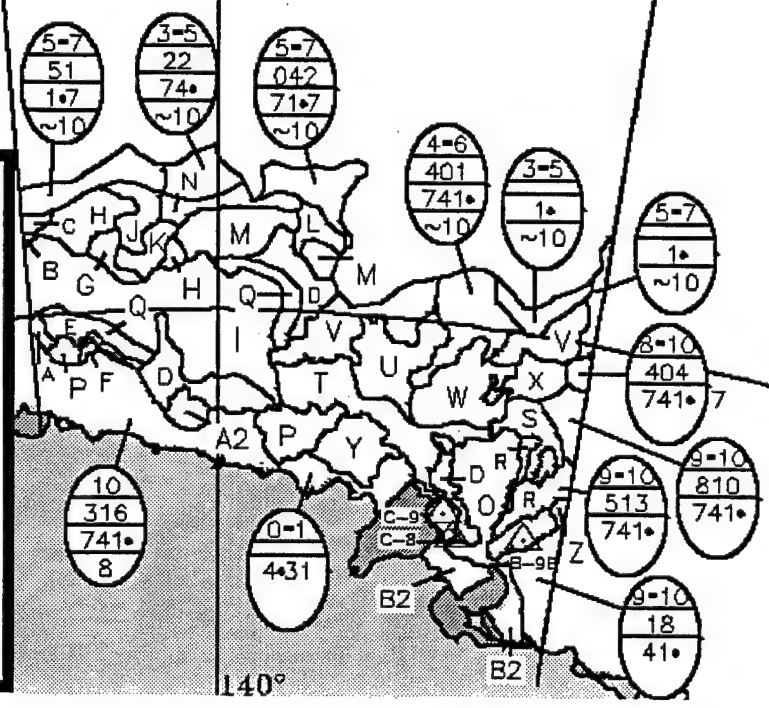 5=7
51
1•7
~10
3=5
22
74•
~10
5=7
042
71•7
~10
4=6
401
741•
~10
3=5
1•
~10
5=7
1•
~10
N
C
H
J
K
M
L
M
B
G
H
Q
D
Q
E
I
V
V
8=10
404
741•
7
A
P
F
D
T
U
W
X
S
A2
P
Y
D
R
O
R
9=10
810
741•
10
316
741•
8
0=1
4•31
C-9
C-8
9=10
513
741•
B-9B
Z
B2
9=10
18
41•
B2
140°